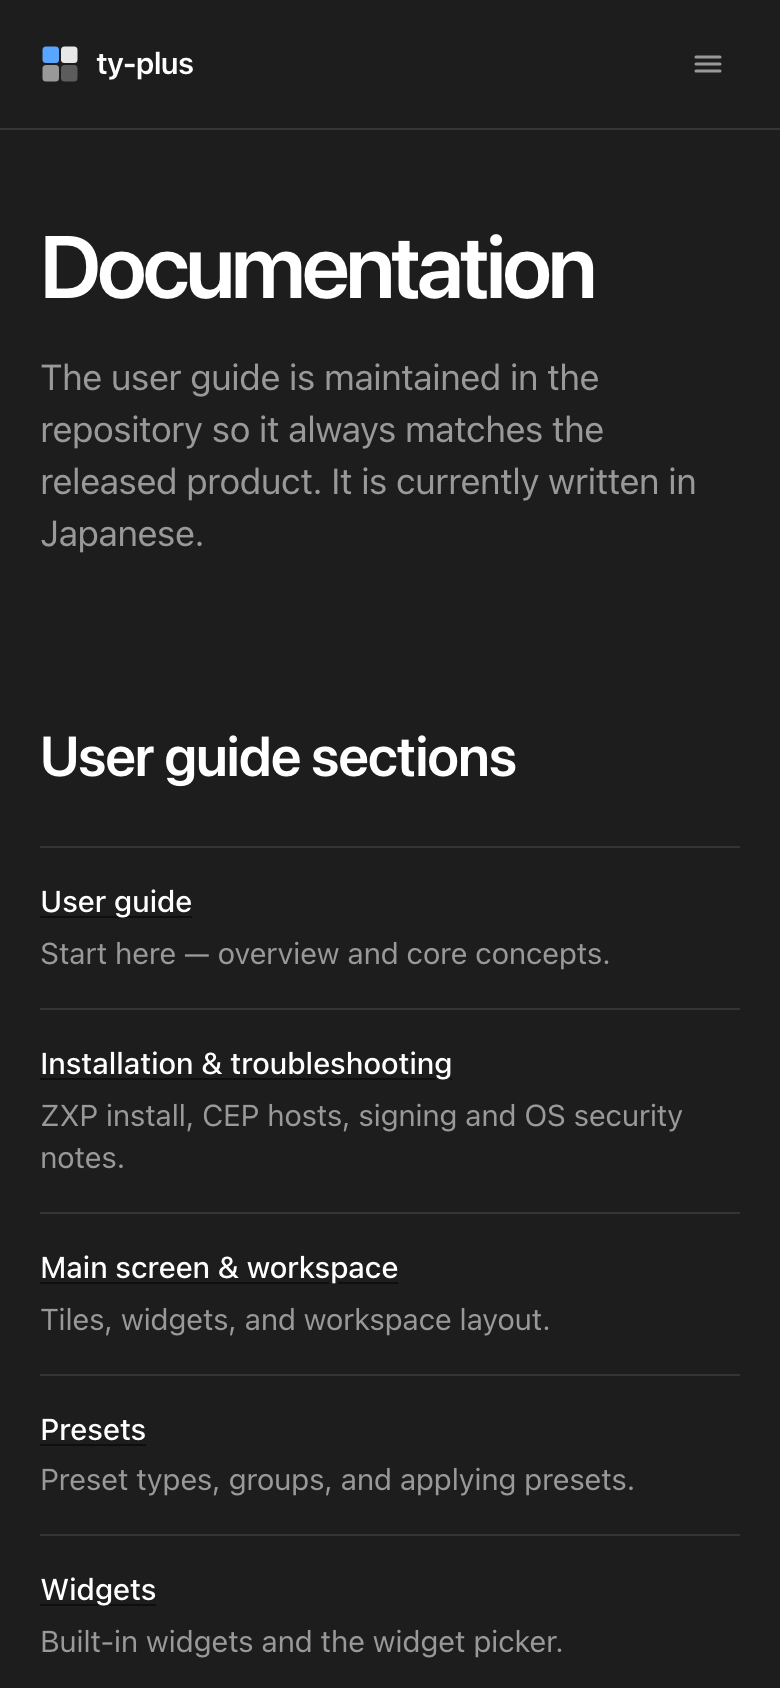 ty-plus
Documentation
The user guide is maintained in the
repository so it always matches the
released product. It is currently written in
Japanese.
User guide sections
User guide
Start here — overview and core concepts.
Installation & troubleshooting
ZXP install, CEP hosts, signing and OS security
notes.
Main screen & workspace
Tiles, widgets, and workspace layout.
Presets
Preset types, groups, and applying presets.
Widgets
Built-in widgets and the widget picker.